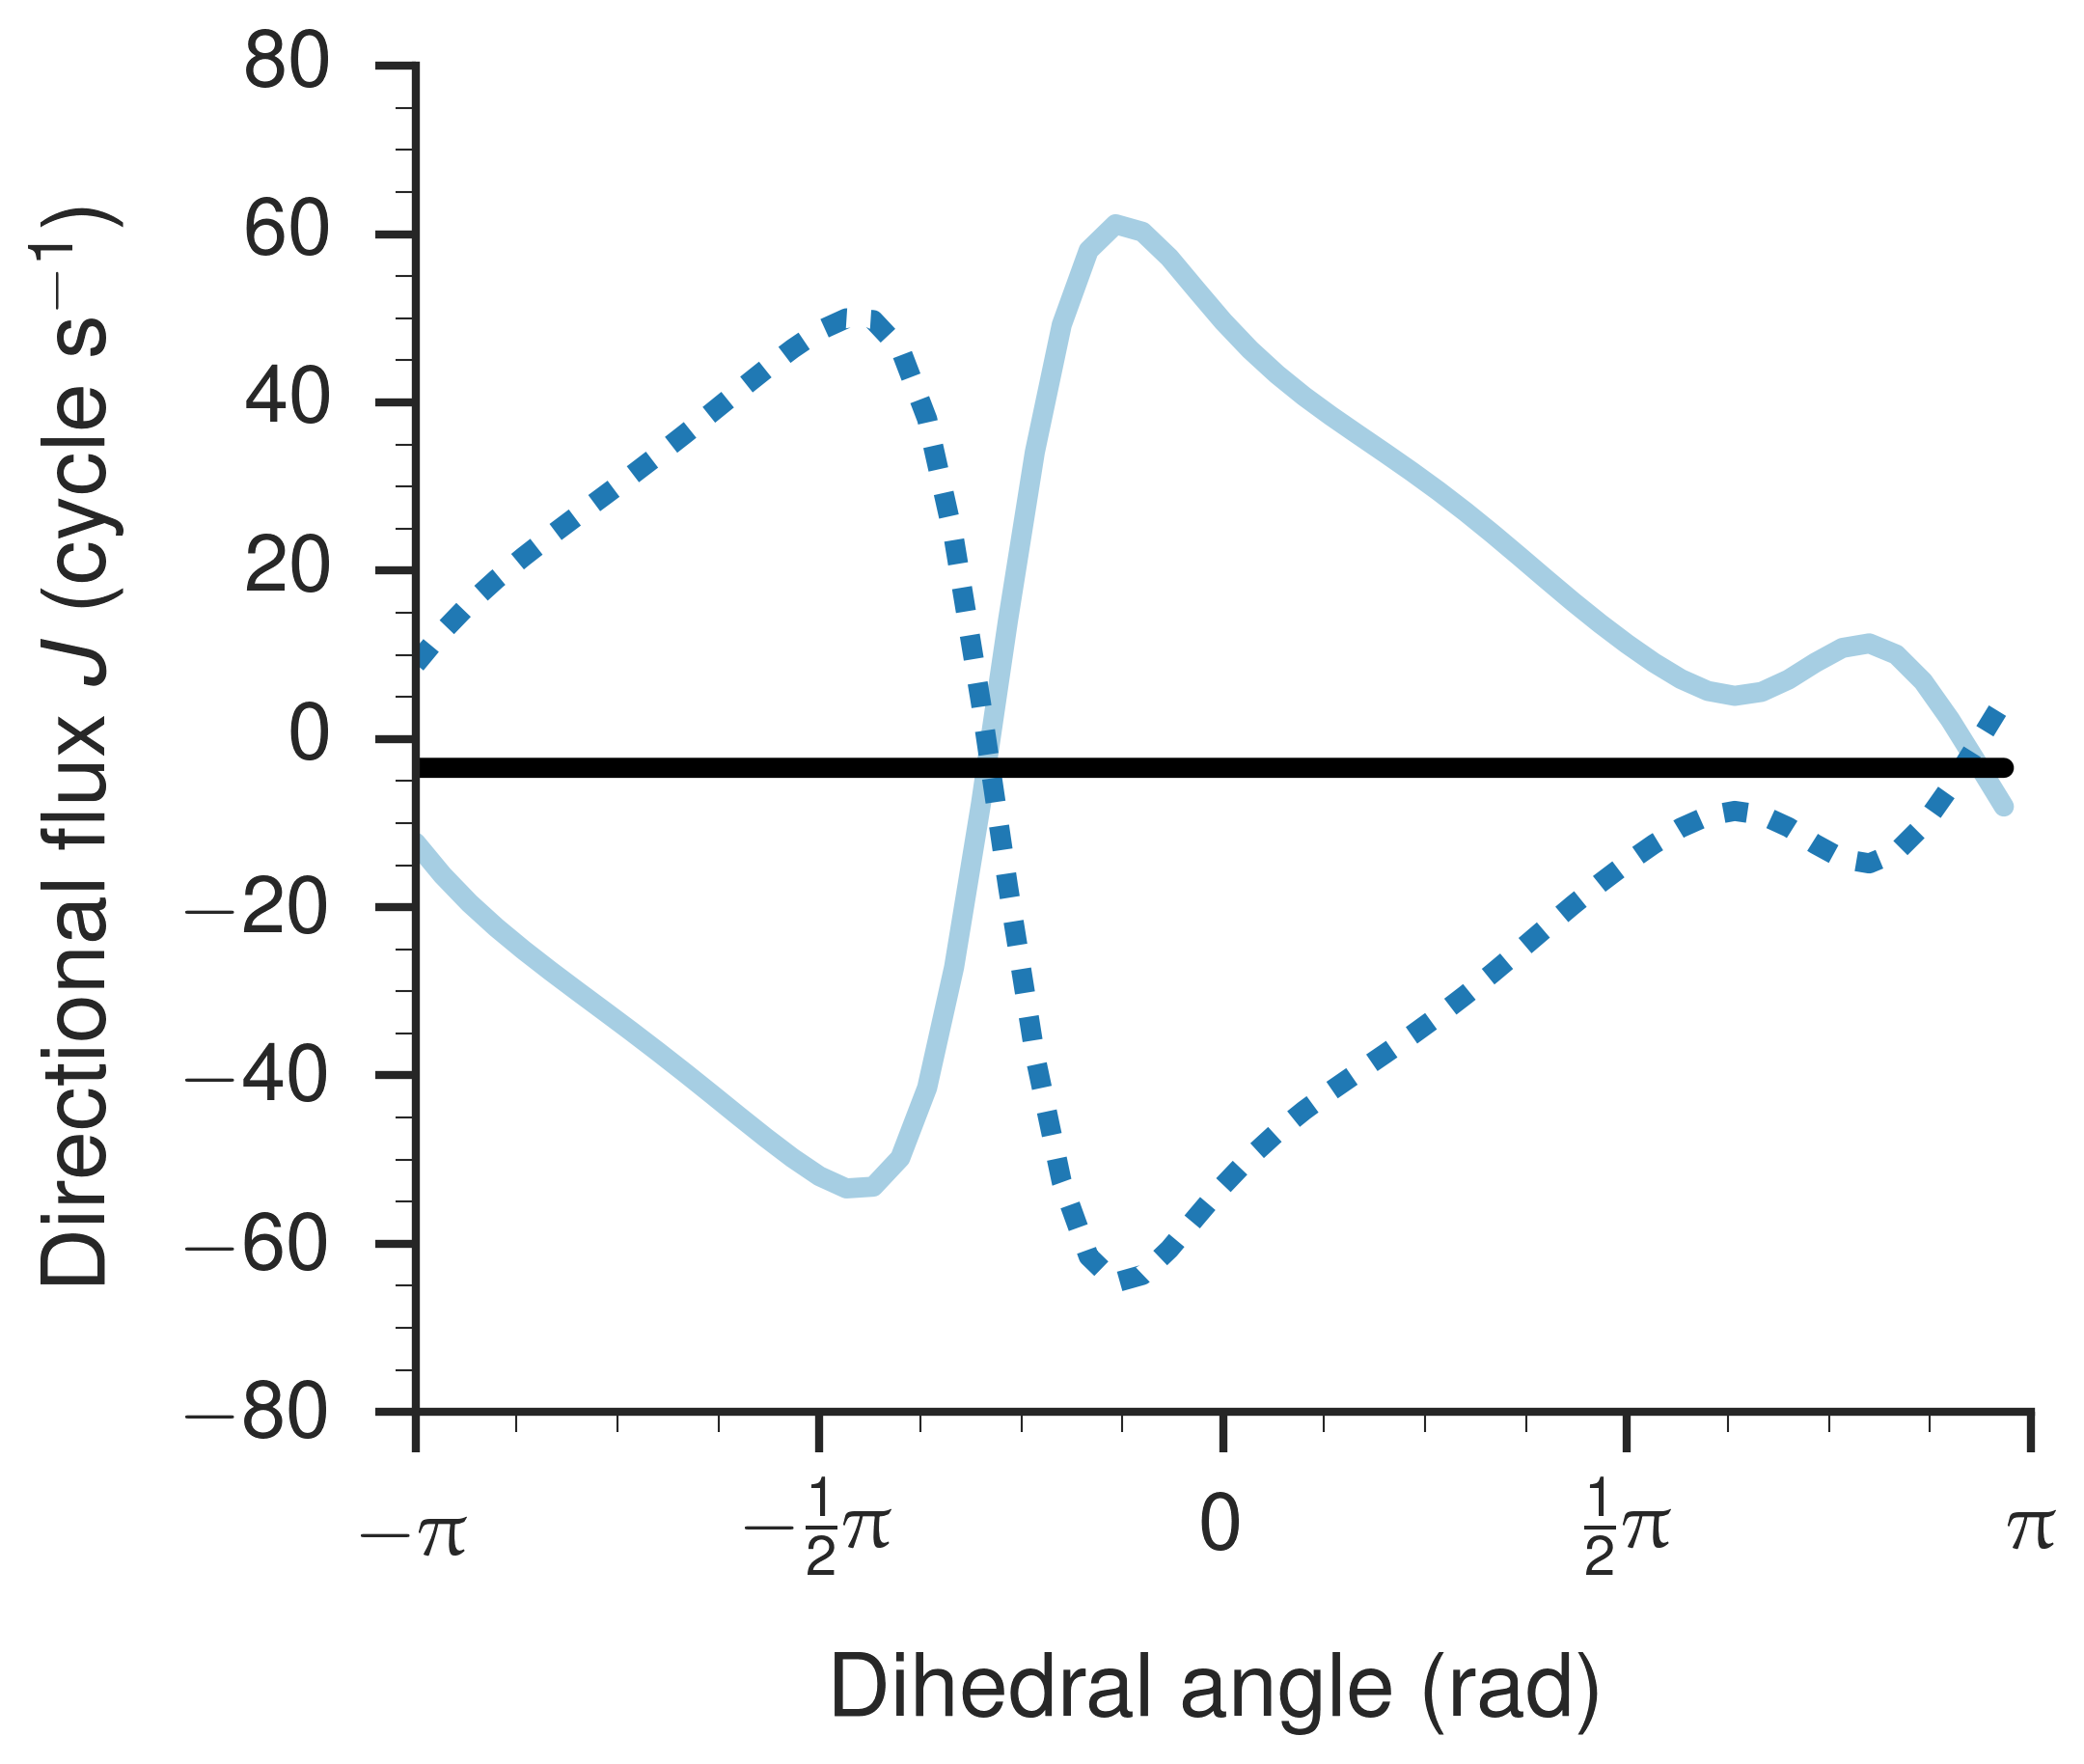 Directional flux J (cycle s⁻¹)
80
60
40
20
0
−20
−40
−60
−80
−π
−½π
0
½π
π
Dihedral angle (rad)